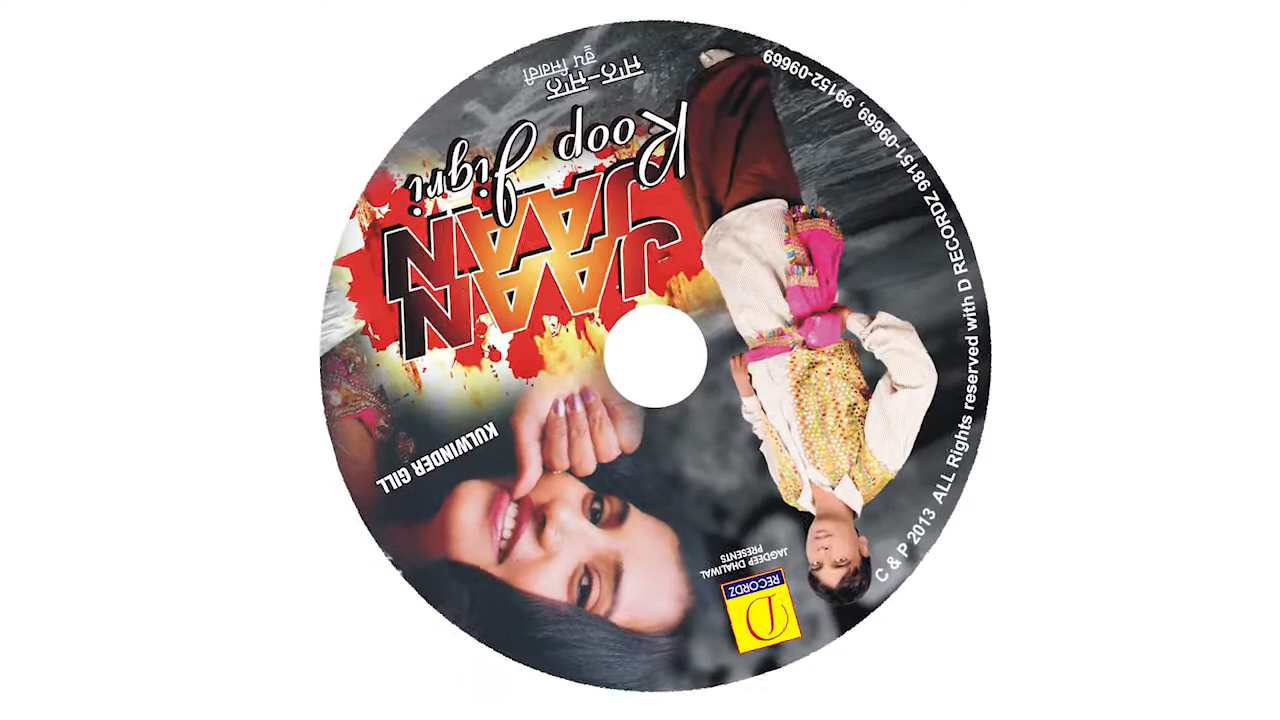 D
RECORDZ
JAGDEEP DHALIWAL
PRESENTS
KULWINDER GILL
JAAN
JAAN
Roop Jigri
ਜਾਨ-ਜਾਨ
ਰੂਪ ਜਿਗਰੀ
C & P 2013 ALL Rights reserved with D RECORDZ 98151-09669, 99152-09669